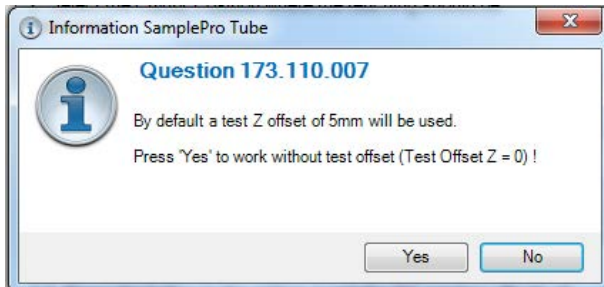 Information SamplePro Tube
Question 173.110.007
By default a test Z offset of 5mm will be used.
Press 'Yes' to work without test offset (Test Offset Z = 0) !
Yes
No